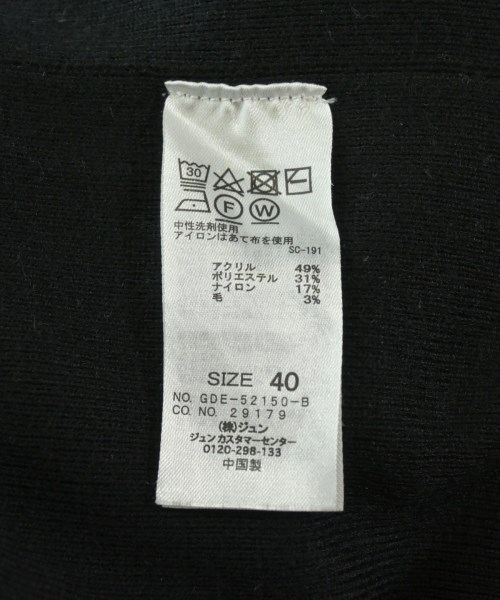 30
F W
中性洗剤使用
アイロンはあて布を使用
SC-191
アクリル 49%
ポリエステル 31%
ナイロン 17%
毛 3%
SIZE 40
NO. GDE-52150-B
CO. NO. 29179
(株)ジュン
ジュンカスタマーセンター
0120-298-133
中国製